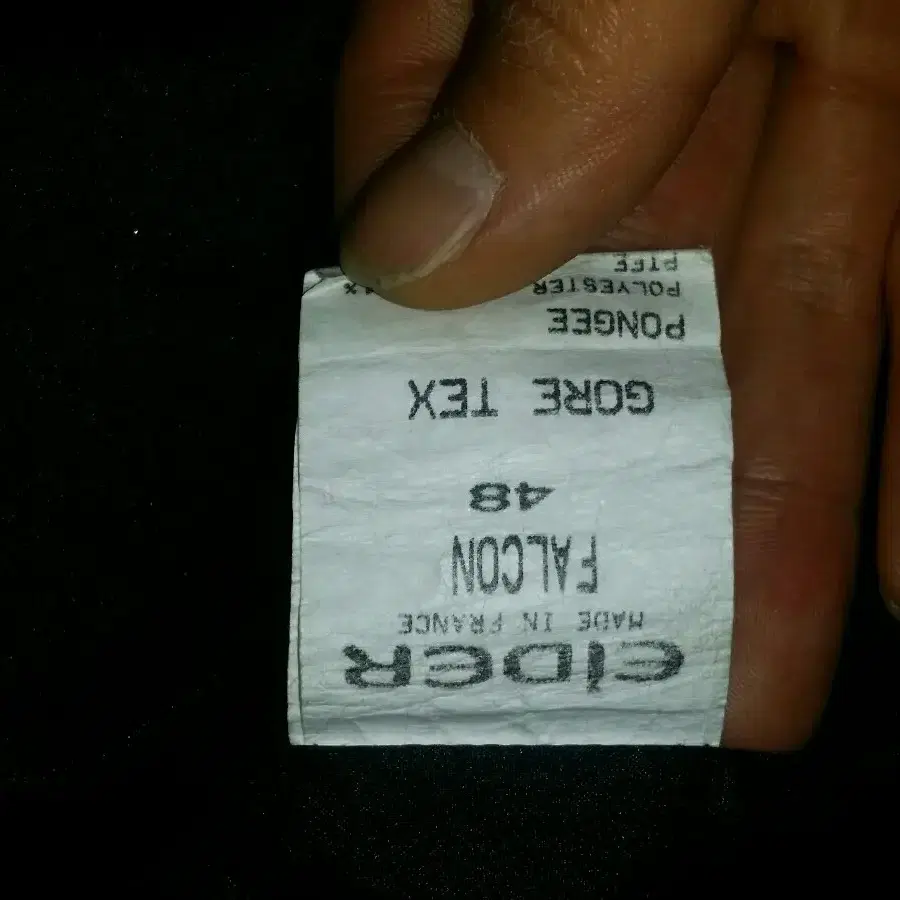 EIDER
MADE IN FRANCE
FALCON
48
GORE TEX
PONGEE
POLYESTER
PTFE